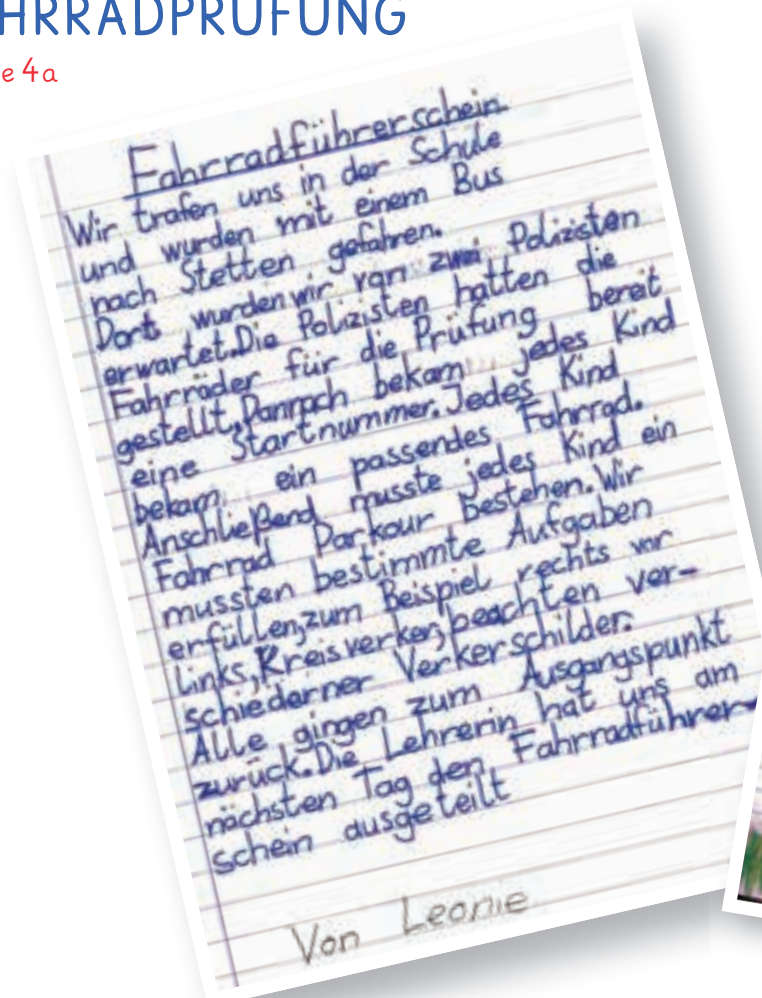 HRRADPRÜFUNG
e 4a
Fahrradführerschein
Wir trafen uns in der Schule
und wurden mit einem Bus
nach Stetten gefahren.
Dort wurden wir von zwei Polizisten
erwartet.Die Polizisten hatten die
Fahrräder für die Prüfung bereit
gestellt.Dannach bekam jedes Kind
eine Startnummer.Jedes Kind
bekam ein passendes Fahrrad.
Anschließend musste jedes Kind ein
Fahrrad Parkour bestehen.Wir
mussten bestimmte Aufgaben
erfüllen,zum Beispiel rechts vor
links,Kreisverker,beachten ver-
schiederner Verkerschilder.
Alle gingen zum Ausgangspunkt
zurück.Die Lehrerin hat uns am
nächsten Tag den Fahrradführer-
schein ausgeteilt
Von Leonie